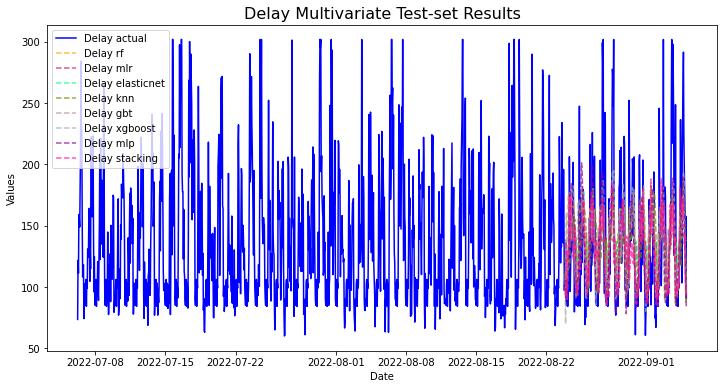 Delay Multivariate Test-set Results
Delay actual
Delay rf
Delay mlr
Delay elasticnet
Delay knn
Delay gbt
Delay xgboost
Delay mlp
Delay stacking
Values
300
250
200
150
100
50
2022-07-08
2022-07-15
2022-07-22
2022-08-01
2022-08-08
2022-08-15
2022-08-22
2022-09-01
Date